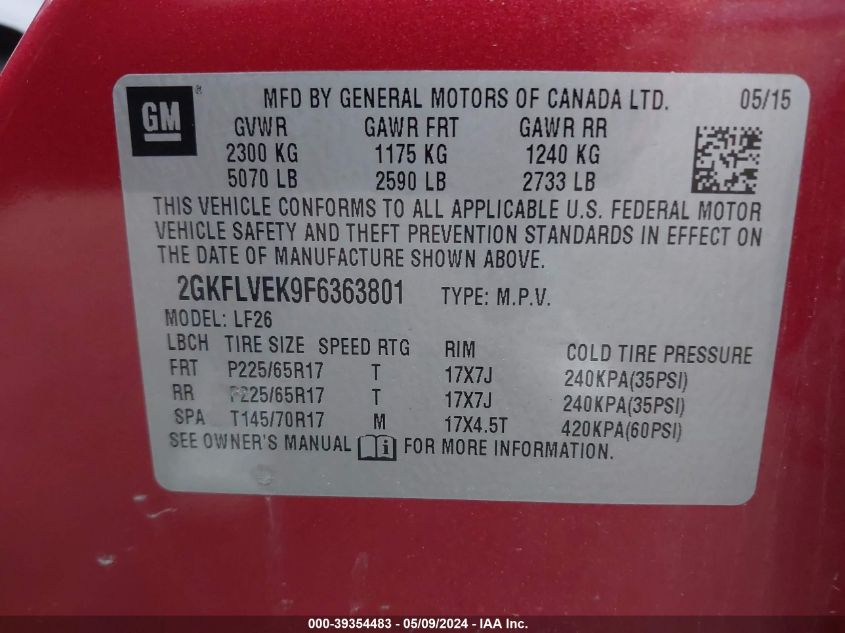 GM ® MFD BY GENERAL MOTORS OF CANADA LTD. 05/15
GVWR GAWR FRT GAWR RR
2300 KG 1175 KG 1240 KG
5070 LB 2590 LB 2733 LB
THIS VEHICLE CONFORMS TO ALL APPLICABLE U.S. FEDERAL MOTOR
VEHICLE SAFETY AND THEFT PREVENTION STANDARDS IN EFFECT ON
THE DATE OF MANUFACTURE SHOWN ABOVE.
2GKFLVEK9F6363801 TYPE: M.P.V.
MODEL: LF26
LBCH TIRE SIZE SPEED RTG RIM COLD TIRE PRESSURE
FRT P225/65R17 T 17X7J 240KPA(35PSI)
RR P225/65R17 T 17X7J 240KPA(35PSI)
SPA T145/70R17 M 17X4.5T 420KPA(60PSI)
SEE OWNER'S MANUAL i FOR MORE INFORMATION.
000-39354483 - 05/09/2024 - IAA Inc.